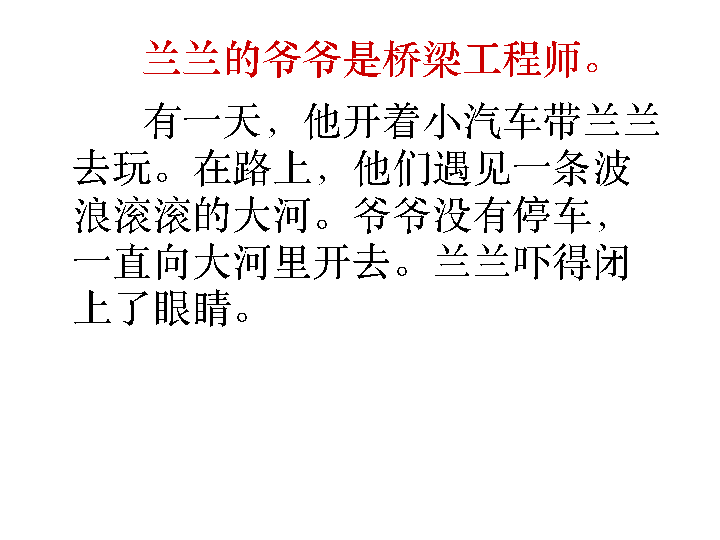 兰兰的爷爷是桥梁工程师。
有一天，他开着小汽车带兰兰
去玩。在路上，他们遇见一条波
浪滚滚的大河。爷爷没有停车，
一直向大河里开去。兰兰吓得闭
上了眼睛。